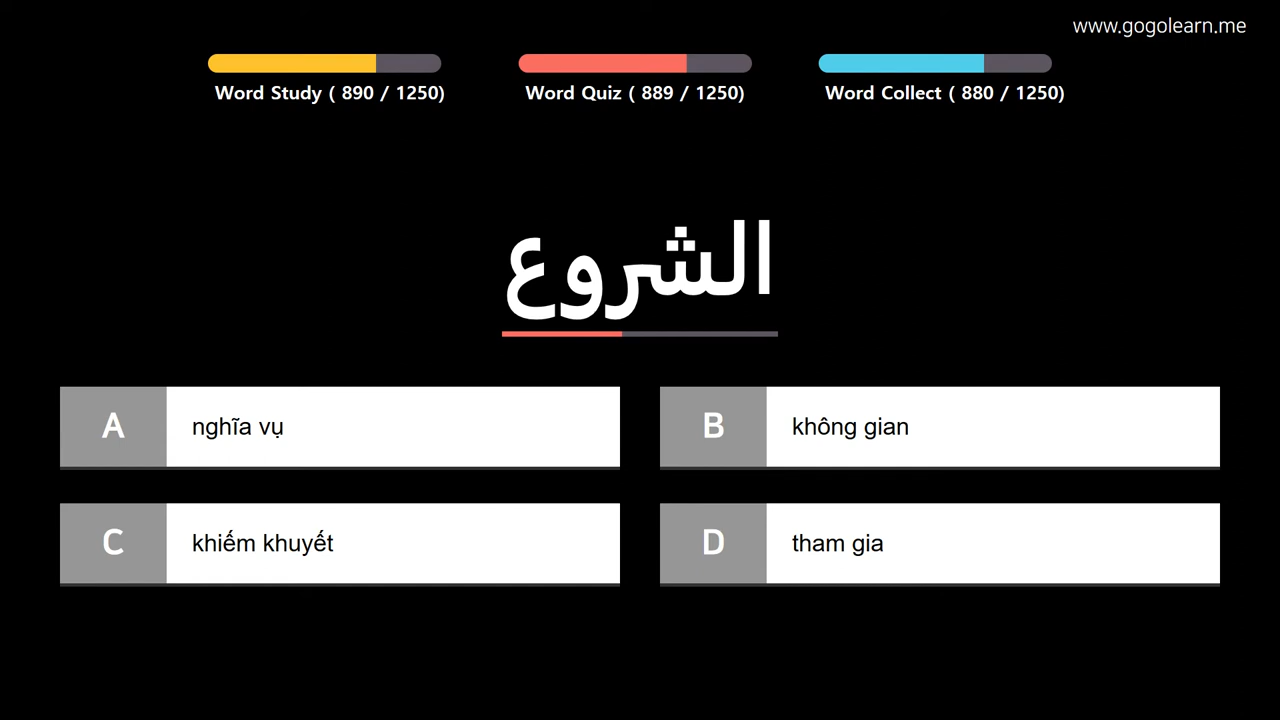 www.gogolearn.me
Word Study ( 890 / 1250)
Word Quiz ( 889 / 1250)
Word Collect ( 880 / 1250)
الشروع
A nghĩa vụ
B không gian
C khiếm khuyết
D tham gia